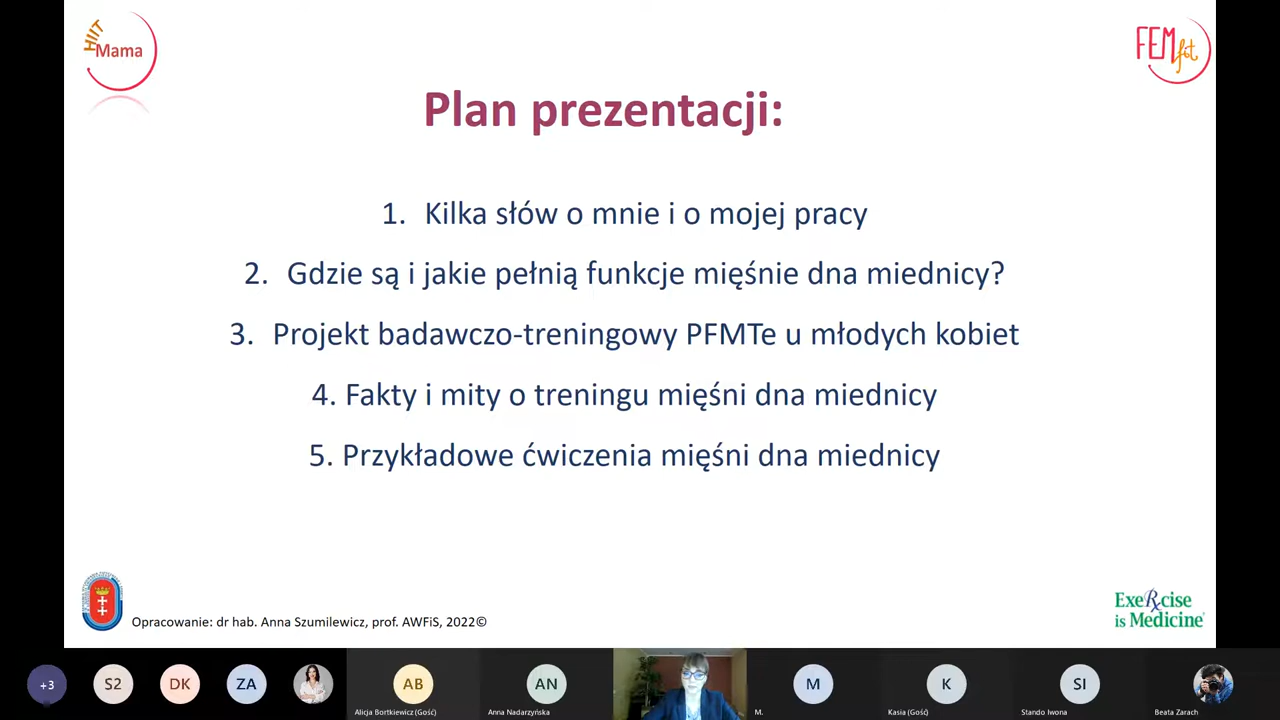 HIIT
Mama
FEM fit
Plan prezentacji:
1. Kilka słów o mnie i o mojej pracy
2. Gdzie są i jakie pełnią funkcje mięśnie dna miednicy?
3. Projekt badawczo-treningowy PFMTe u młodych kobiet
4. Fakty i mity o treningu mięśni dna miednicy
5. Przykładowe ćwiczenia mięśni dna miednicy
Opracowanie: dr hab. Anna Szumilewicz, prof. AWFiS, 2022©
ExeRcise
is Medicine®
+3
S2
DK
ZA
AB
AN
M
K
SI
Alicja Bortkiewicz (Gość)
Anna Nadarzyńska
M.
Kasia (Gość)
Stando Iwona
Beata Zarach